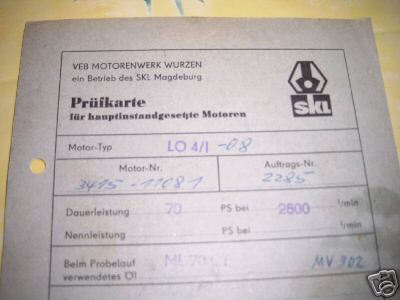 VEB MOTORENWERK WURZEN
ein Betrieb des SKL Magdeburg
SKL
Prüfkarte
für hauptinstandgesetzte Motoren
Motor-Typ LO 4/I -08
Motor-Nr. Auftrags-Nr.
3415-11081 2285
Dauerleistung 70 PS bei 2800 1/min
Nennleistung PS bei 1/min
Beim Probelauf
verwendetes Öl ML 70 MV 302